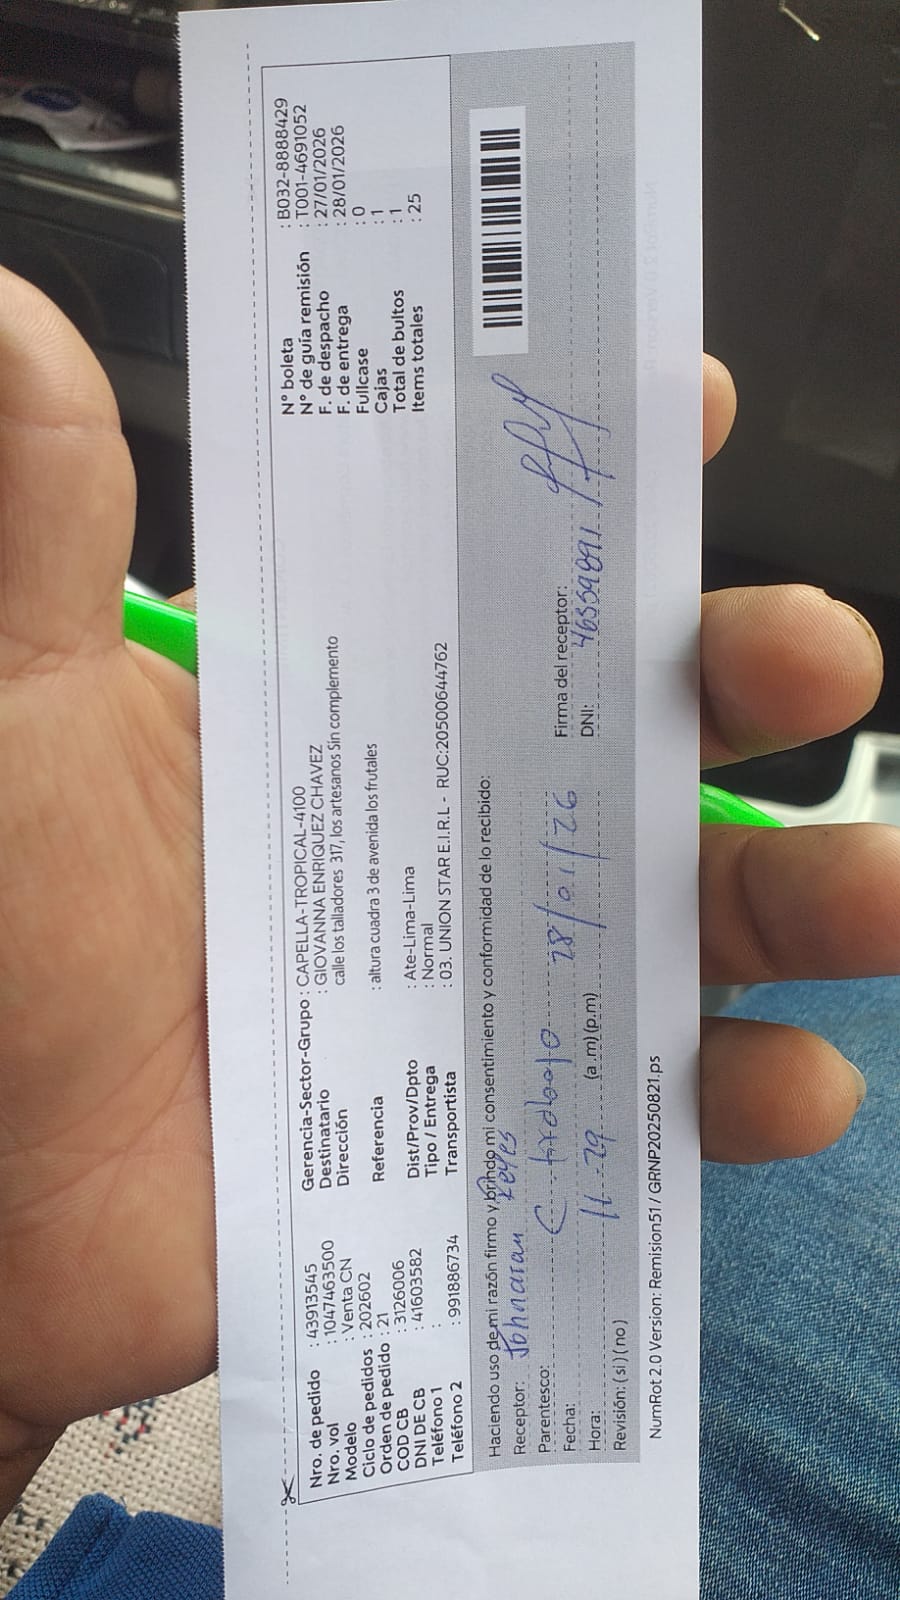 Nro. de pedido : 43913545
Nro. vol : 1047463500
Modelo : Venta CN
Ciclo de pedidos : 202602
Orden de pedido : 21
COD CB : 3126006
DNI DE CB : 41603582
Teléfono 1 :
Teléfono 2 : 991886734
Gerencia-Sector-Grupo : CAPELLA-TROPICAL-4100
Destinatario : GIOVANNA ENRIQUEZ CHAVEZ
Dirección calle los talladores 317, los artesanos Sin complemento
Referencia : altura cuadra 3 de avenida los frutales
Dist/Prov/Dpto : Ate-Lima-Lima
Tipo / Entrega : Normal
Transportista : 03. UNION STAR E.I.R.L - RUC:20500644762
N° boleta : B032-8888429
N° de guía remisión : T001-4691052
F. de despacho : 27/01/2026
F. de entrega : 28/01/2026
Fullcase : 0
Cajas : 1
Total de bultos : 1
Items totales : 25
Haciendo uso de mi razón firmo y brindo mi consentimiento y conformidad de lo recibido:
Receptor: Johnatan Reyes
Parentesco: C
Fecha: 28/01/26
Hora: 11-29 (a.m) (p.m)
Revisión: ( si ) ( no )
Firma del receptor:
DNI:
NumRot 2.0 Version: Remision51 / GRNP20250821.ps